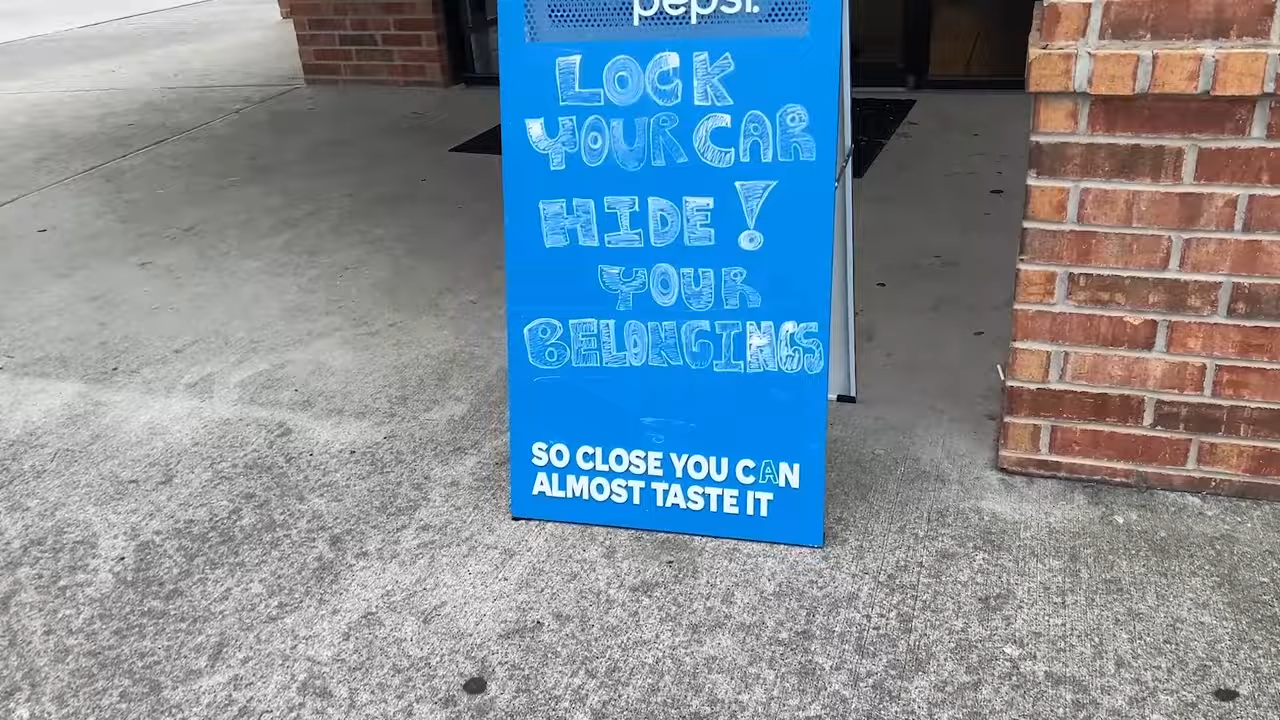 pepsi.
LOCK
YOUR CAR
HIDE!
YOUR
BELONGINGS
SO CLOSE YOU CAN
ALMOST TASTE IT